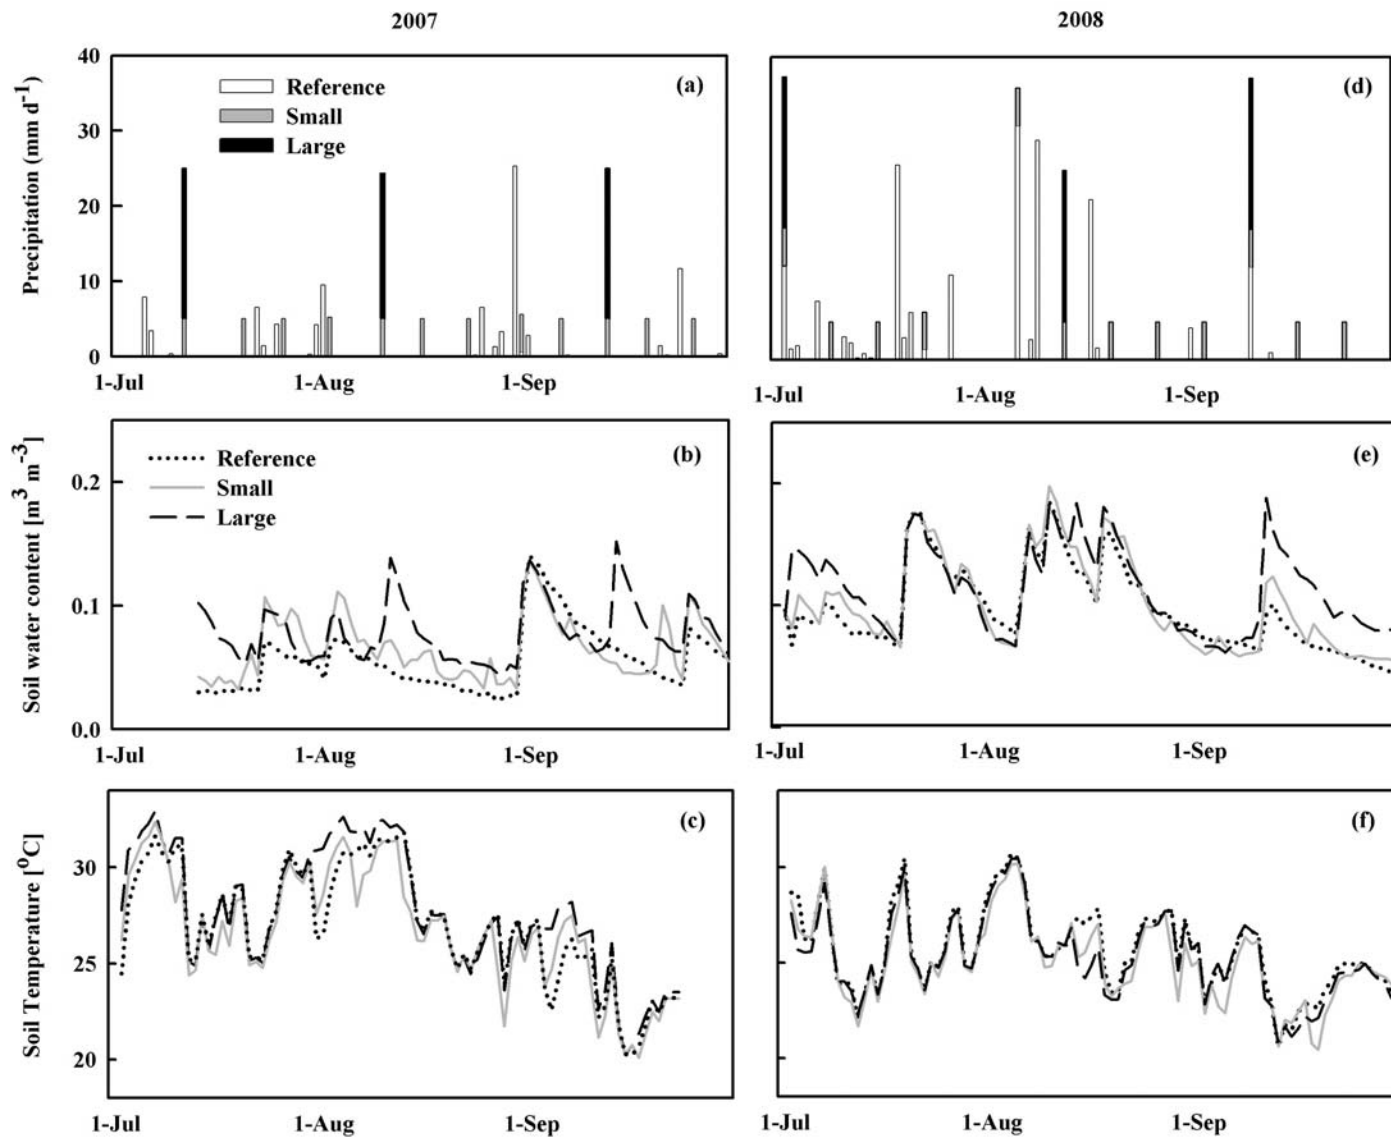 2007
2008
Precipitation (mm d-1)
40
30
20
10
0
Reference
Small
Large
(a)
(d)
1-Jul
1-Aug
1-Sep
1-Jul
1-Aug
1-Sep
Soil water content [m3 m-3]
0.2
0.1
0.0
Reference
Small
Large
(b)
(e)
1-Jul
1-Aug
1-Sep
1-Jul
1-Aug
1-Sep
Soil Temperature [oC]
30
25
20
(c)
(f)
1-Jul
1-Aug
1-Sep
1-Jul
1-Aug
1-Sep